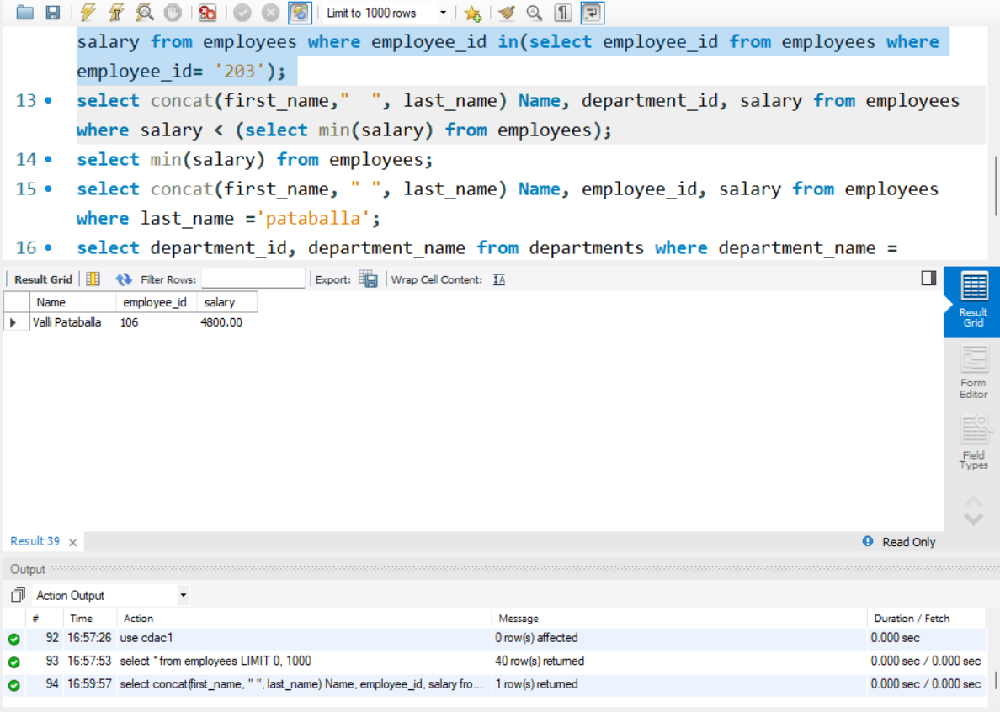 Limit to 1000 rows
salary from employees where employee_id in(select employee_id from employees where
employee_id= '203');
13 select concat(first_name,"  ", last_name) Name, department_id, salary from employees
where salary < (select min(salary) from employees);
14 select min(salary) from employees;
15 select concat(first_name, " ", last_name) Name, employee_id, salary from employees
where last_name ='pataballa';
16 select department_id, department_name from departments where department_name =
Result Grid Filter Rows: Export: Wrap Cell Content:
Name employee_id salary
Valli Pataballa 106 4800.00
Result
Grid
Form
Editor
Field
Types
Result 39 Read Only
Output
Action Output
# Time Action Message Duration / Fetch
92 16:57:26 use cdac1 0 row(s) affected 0.000 sec
93 16:57:53 select * from employees LIMIT 0, 1000 40 row(s) returned 0.000 sec / 0.000 sec
94 16:59:57 select concat(first_name, " ", last_name) Name, employee_id, salary fro... 1 row(s) returned 0.000 sec / 0.000 sec